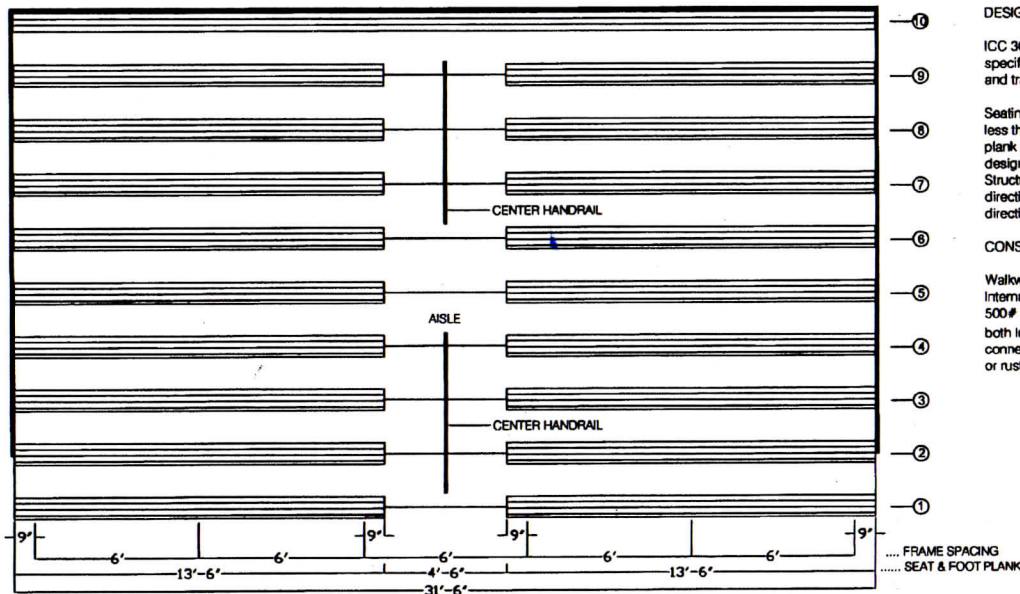 10
9
8
7
CENTER HANDRAIL
6
5
AISLE
4
3
CENTER HANDRAIL
2
1
9" 9" 9" 9"
6' 6' 6' 6' 6'
.... FRAME SPACING
13'-6" 4'-6" 13'-6"
..... SEAT & FOOT PLANK
31'-6"
DESIG
ICC 30
specif
and tra
Seatin
less th
plank
design
Struct
directi
directi
CONS
Walkw
Intern
500#
both l
conne
or rust